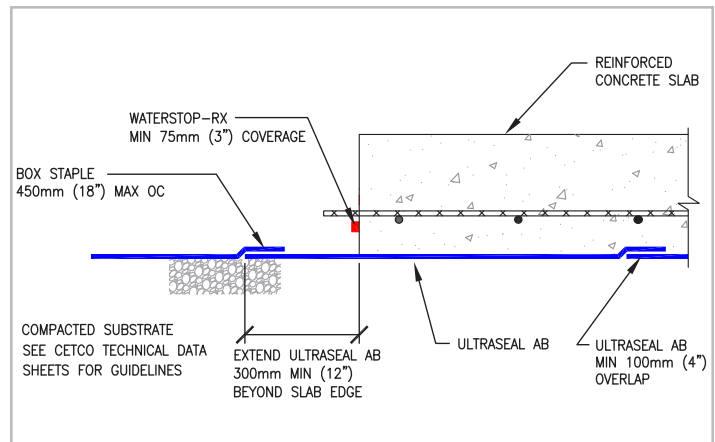 REINFORCED
CONCRETE SLAB
WATERSTOP-RX
MIN 75mm (3") COVERAGE
BOX STAPLE
450mm (18") MAX OC
COMPACTED SUBSTRATE
SEE CETCO TECHNICAL DATA
SHEETS FOR GUIDELINES
EXTEND ULTRASEAL AB
300mm MIN (12")
BEYOND SLAB EDGE
ULTRASEAL AB
ULTRASEAL AB
MIN 100mm (4")
OVERLAP